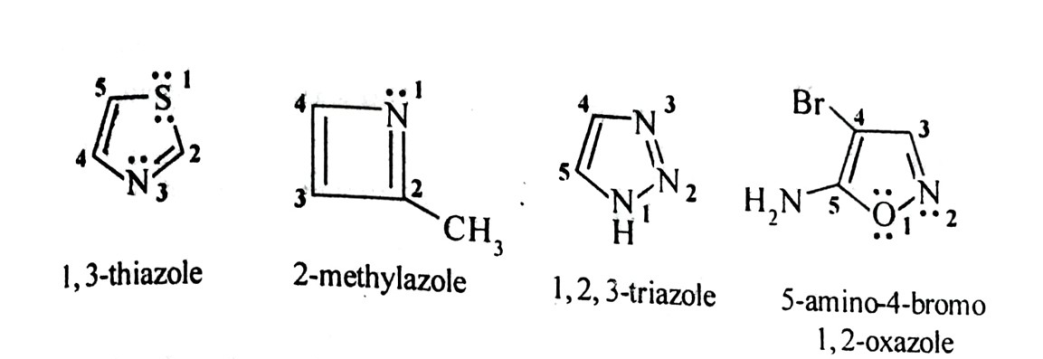 5 S 1
4 N 3 2
1,3-thiazole
4 N 1
3 2
CH3
2-methylazole
4 N 3
5 N 2
N 1
H
1,2,3-triazole
Br 4 3
H2N 5 O 1 N 2
5-amino-4-bromo
1,2-oxazole